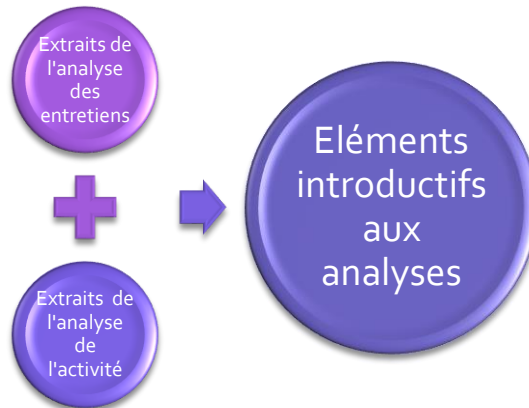 Extraits de
l'analyse
des
entretiens
Extraits de
l'analyse
de
l'activité
Eléments
introductifs
aux
analyses